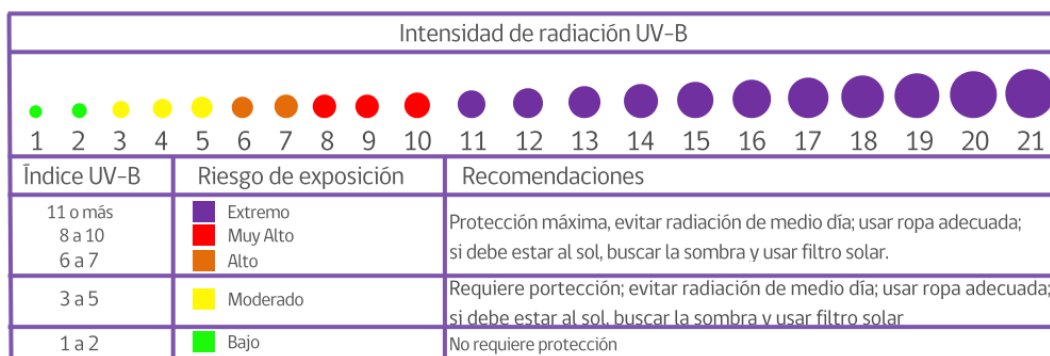 Intensidad de radiación UV-B
1 2 3 4 5 6 7 8 9 10 11 12 13 14 15 16 17 18 19 20 21
Índice UV-B Riesgo de exposición Recomendaciones
11 o más Extremo
8 a 10 Muy Alto
6 a 7 Alto
Protección máxima, evitar radiación de medio día; usar ropa adecuada;
si debe estar al sol, buscar la sombra y usar filtro solar.
3 a 5 Moderado
Requiere portección; evitar radiación de medio día; usar ropa adecuada;
si debe estar al sol, buscar la sombra y usar filtro solar
1 a 2 Bajo No requiere protección